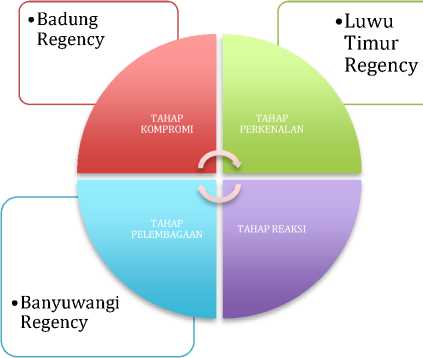 •Badung
Regency
•Luwu
Timur
Regency
TAHAP
KOMPROMI
TAHAP
PERKENALAN
TAHAP
PELEMBAGAAN
TAHAP REAKSI
•Banyuwangi
Regency